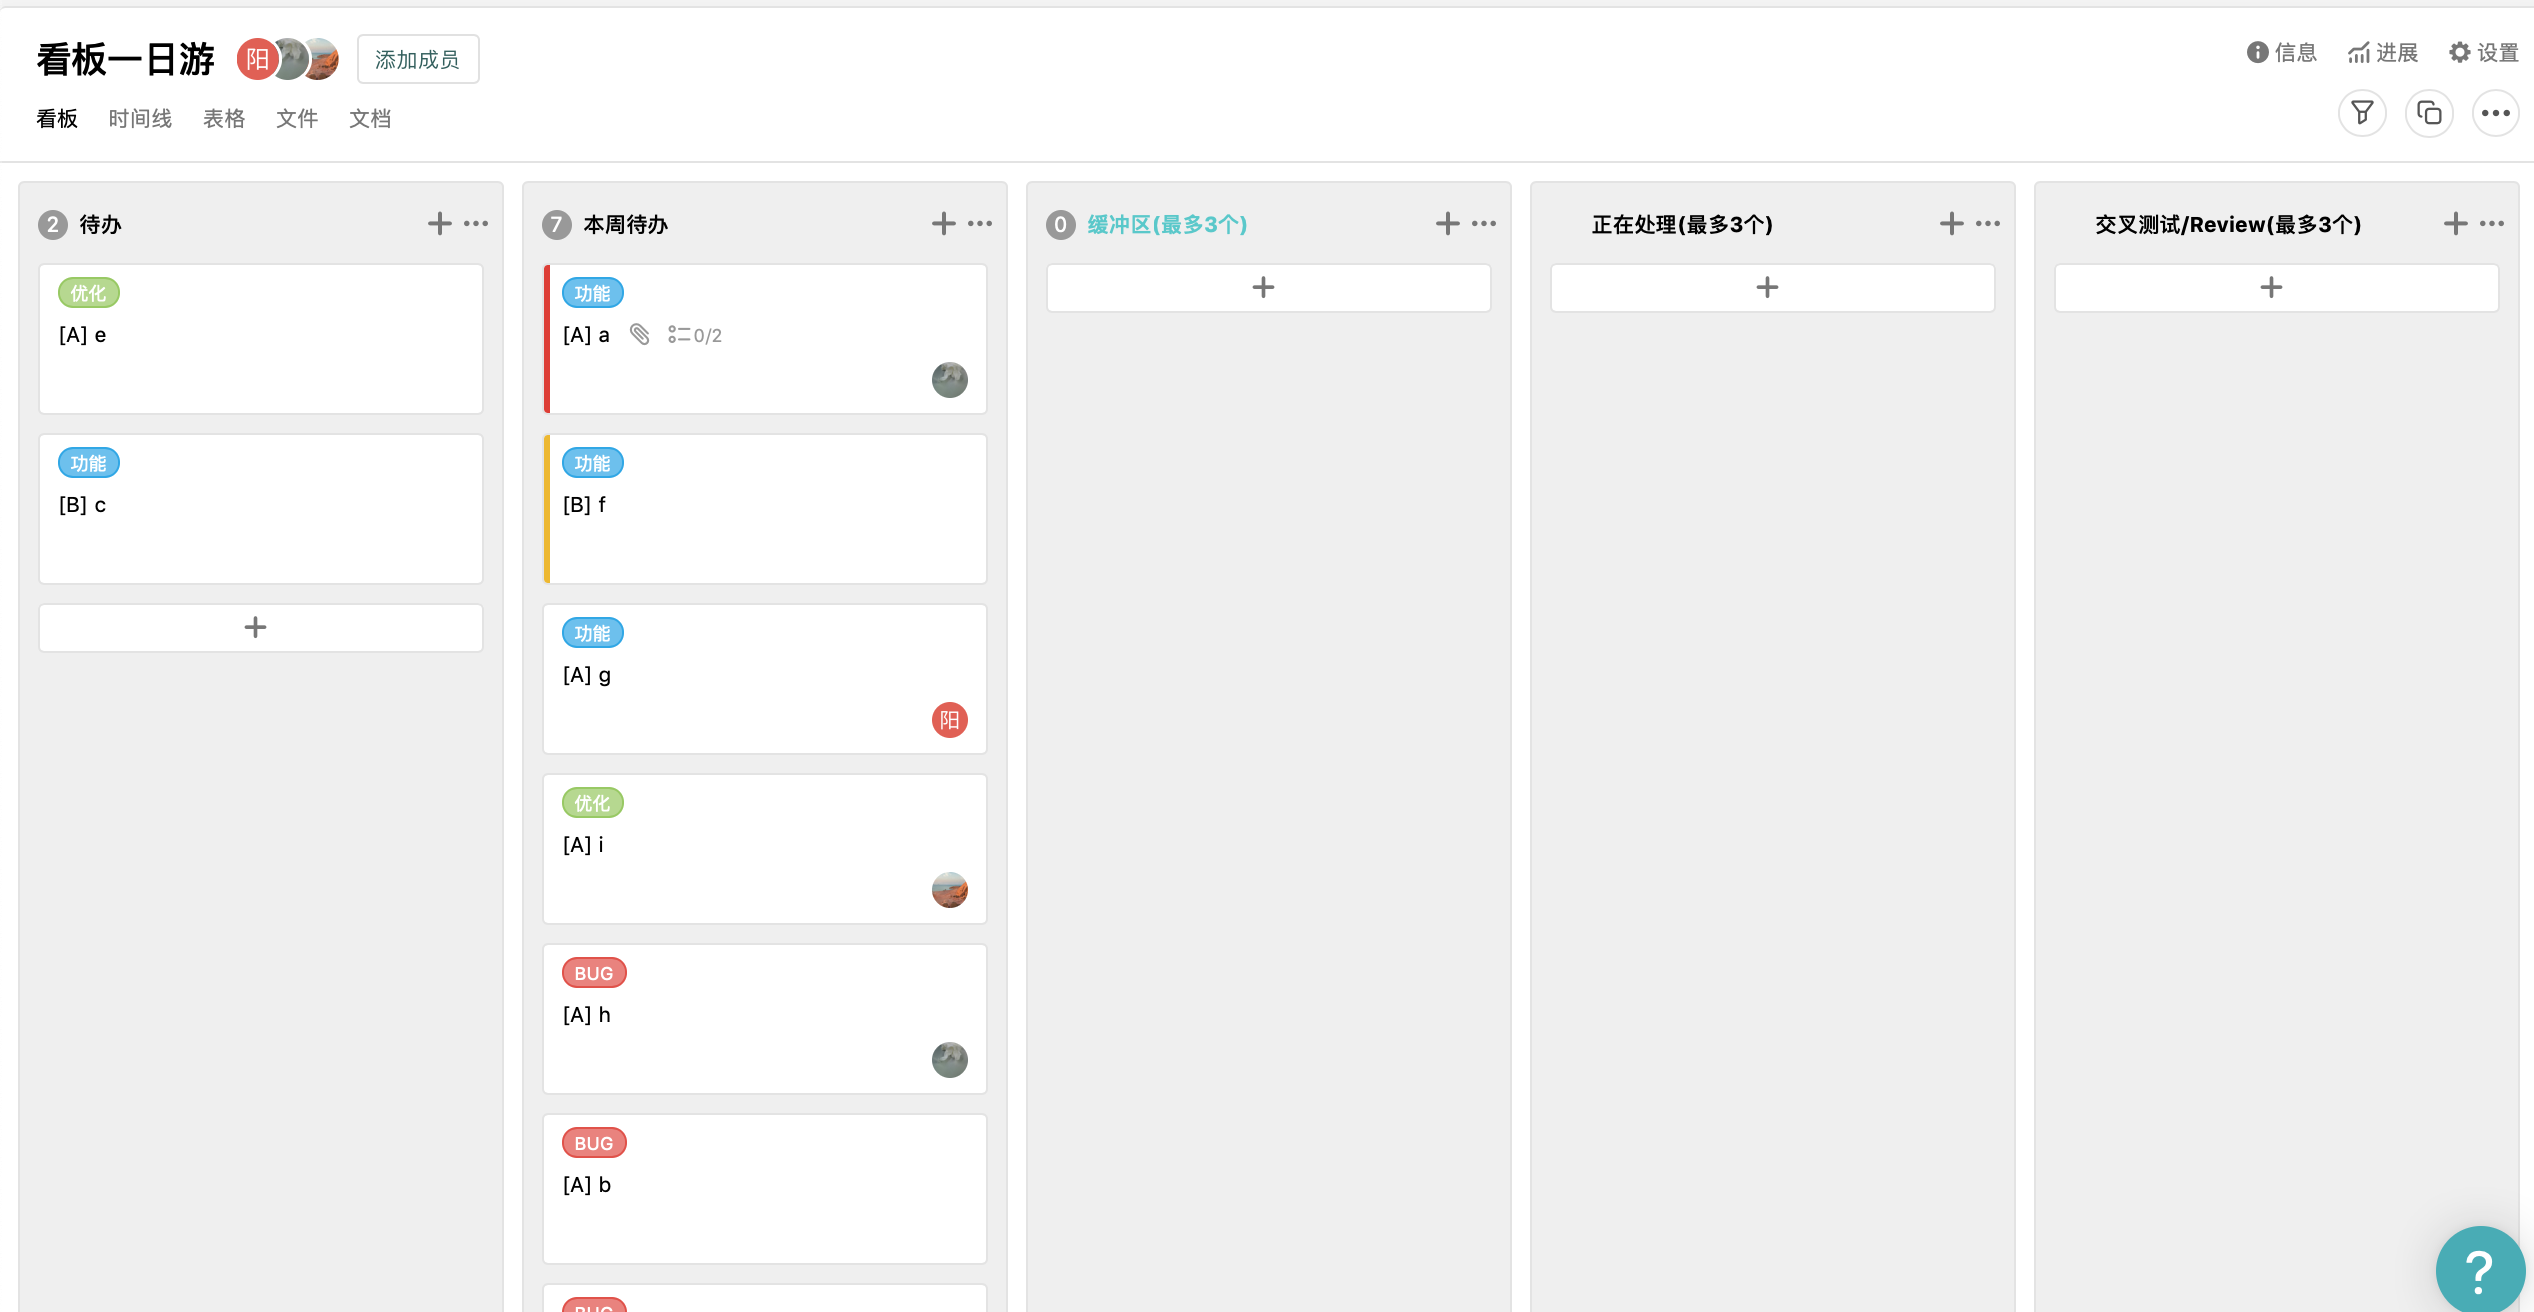 看板一日游
阳
添加成员
信息
进展
设置
看板
时间线
表格
文件
文档
2 待办
优化
[A] e
功能
[B] c
7 本周待办
功能
[A] a 0/2
功能
[B] f
功能
[A] g
阳
优化
[A] i
BUG
[A] h
BUG
[A] b
BUG
0 缓冲区(最多3个)
正在处理(最多3个)
交叉测试/Review(最多3个)
?